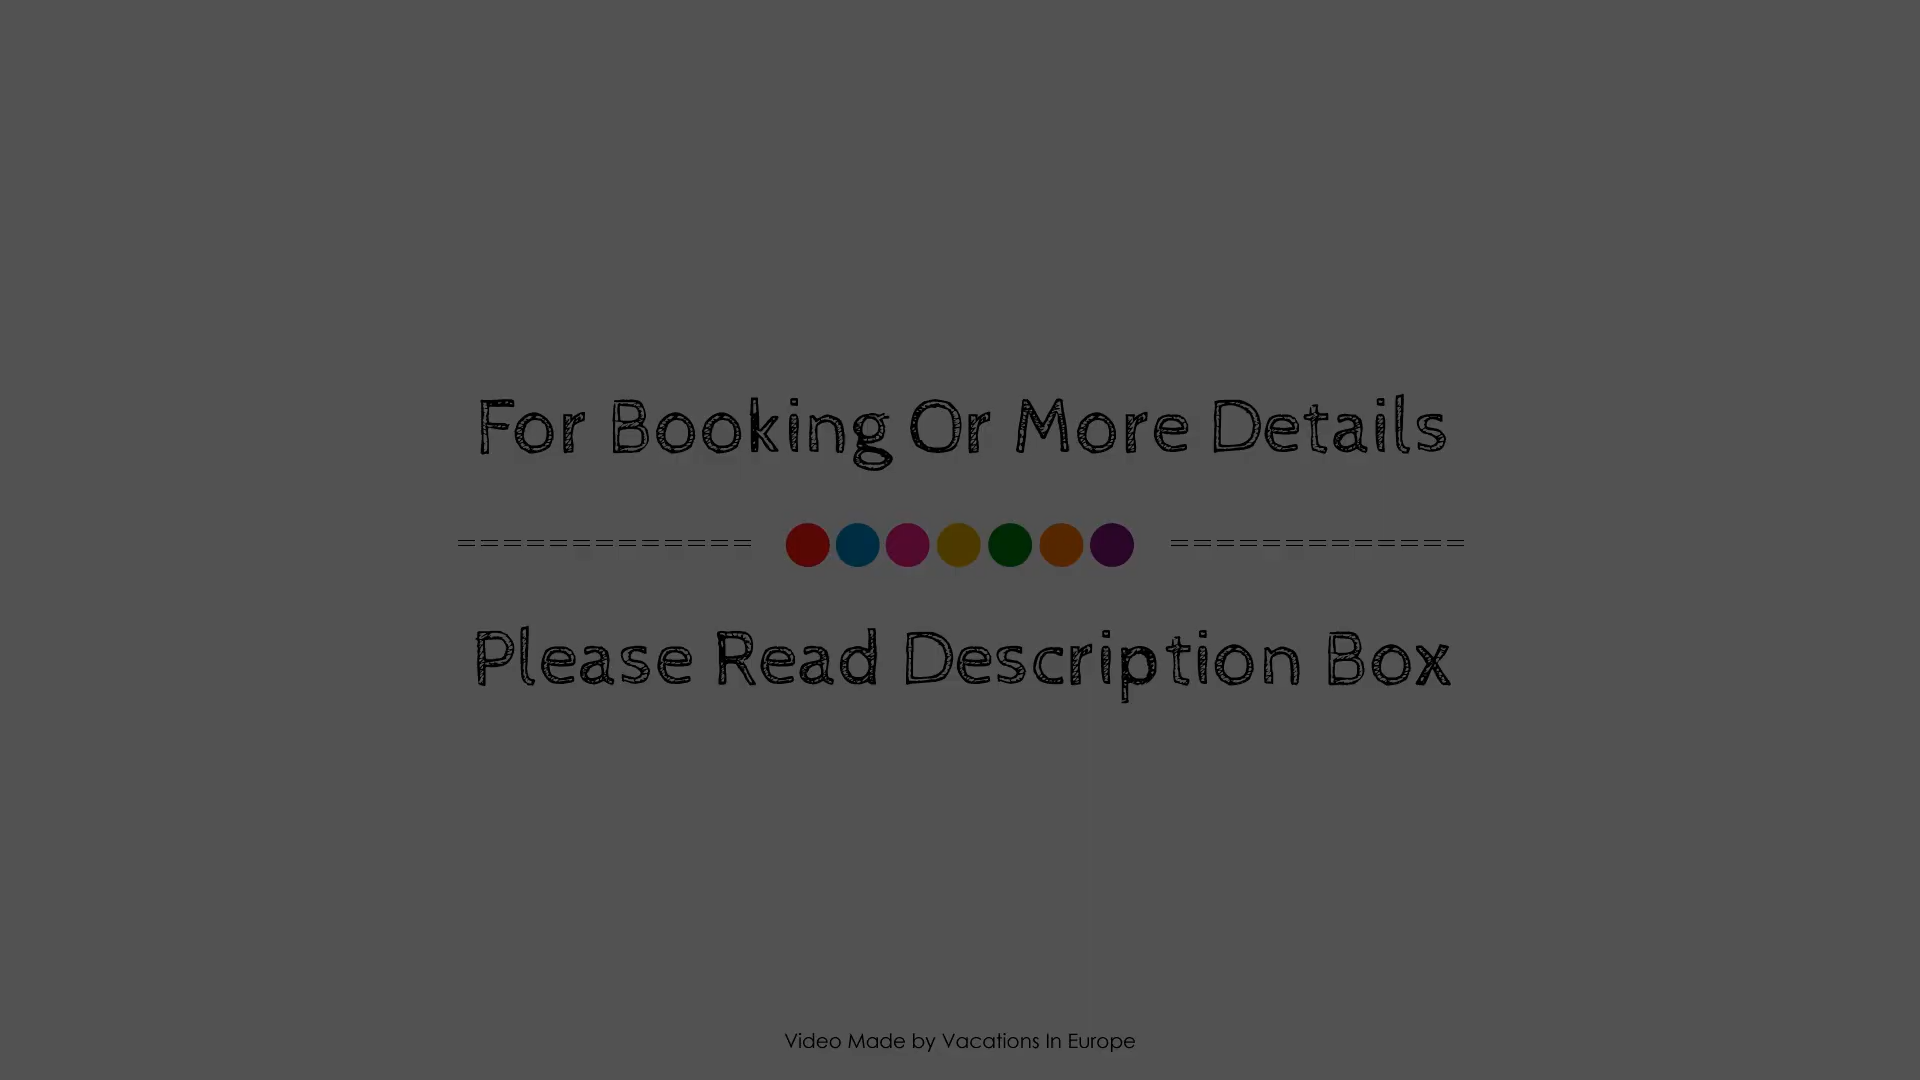 For Booking Or More Details
============= =============
Please Read Description Box
Video Made by Vacations In Europe